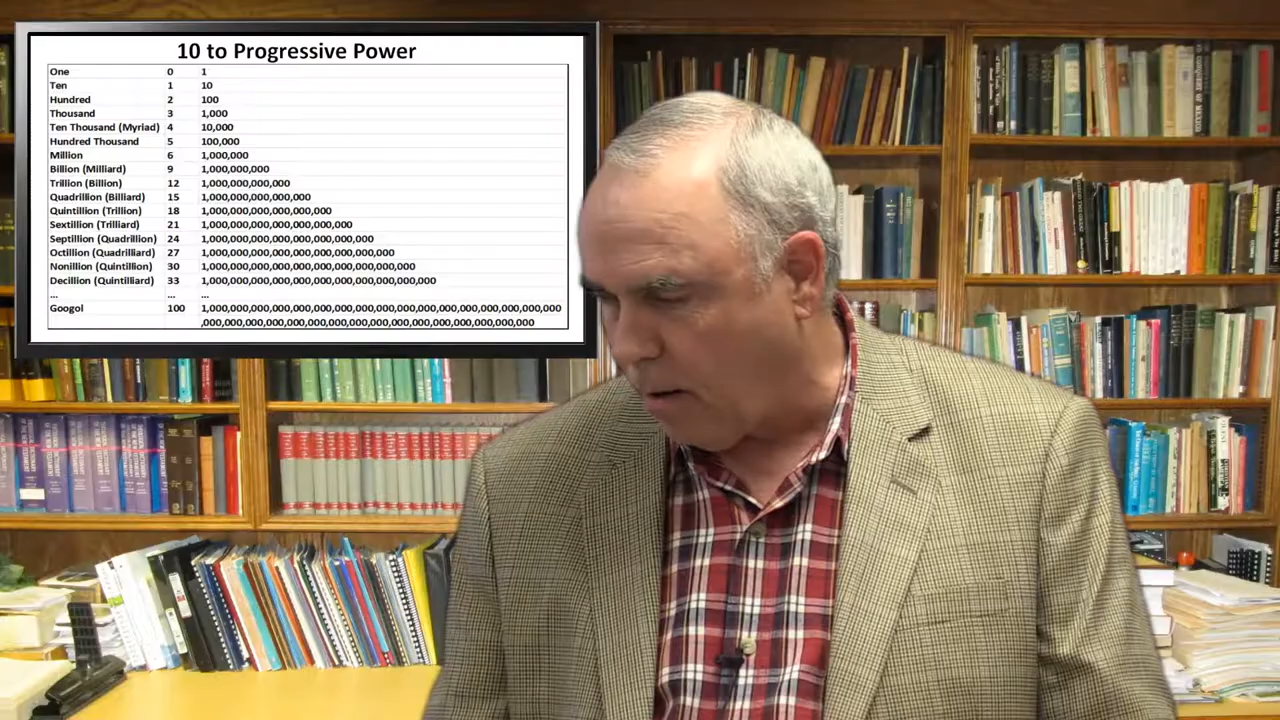 10 to Progressive Power
One 0 1
Ten 1 10
Hundred 2 100
Thousand 3 1,000
Ten Thousand (Myriad) 4 10,000
Hundred Thousand 5 100,000
Million 6 1,000,000
Billion (Milliard) 9 1,000,000,000
Trillion (Billion) 12 1,000,000,000,000
Quadrillion (Billiard) 15 1,000,000,000,000,000
Quintillion (Trillion) 18 1,000,000,000,000,000,000
Sextillion (Trilliard) 21 1,000,000,000,000,000,000,000
Septillion (Quadrillion) 24 1,000,000,000,000,000,000,000,000
Octillion (Quadrilliard) 27 1,000,000,000,000,000,000,000,000,000
Nonillion (Quintillion) 30 1,000,000,000,000,000,000,000,000,000,000
Decillion (Quintilliard) 33 1,000,000,000,000,000,000,000,000,000,000,000
... ... ...
Googol 100 1,000,000,000,000,000,000,000,000,000,000,000,000,000,000,000,000,000
,000,000,000,000,000,000,000,000,000,000,000,000,000,000,000,000